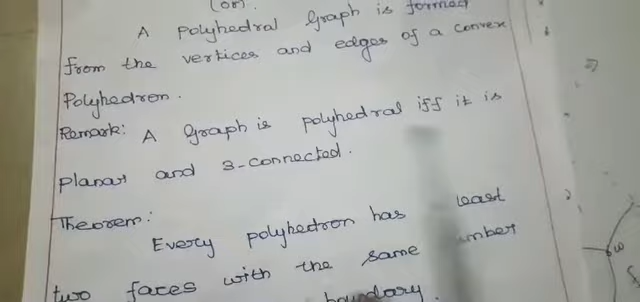 (or).
A Polyhedral Graph is formed
from the vertices and edges of a convex
Polyhedron.
Remark: A Graph is polyhedral iff it is
planar and 3-connected.
Theorem:
Every polyhedron has least
two faces with the same
boundary.